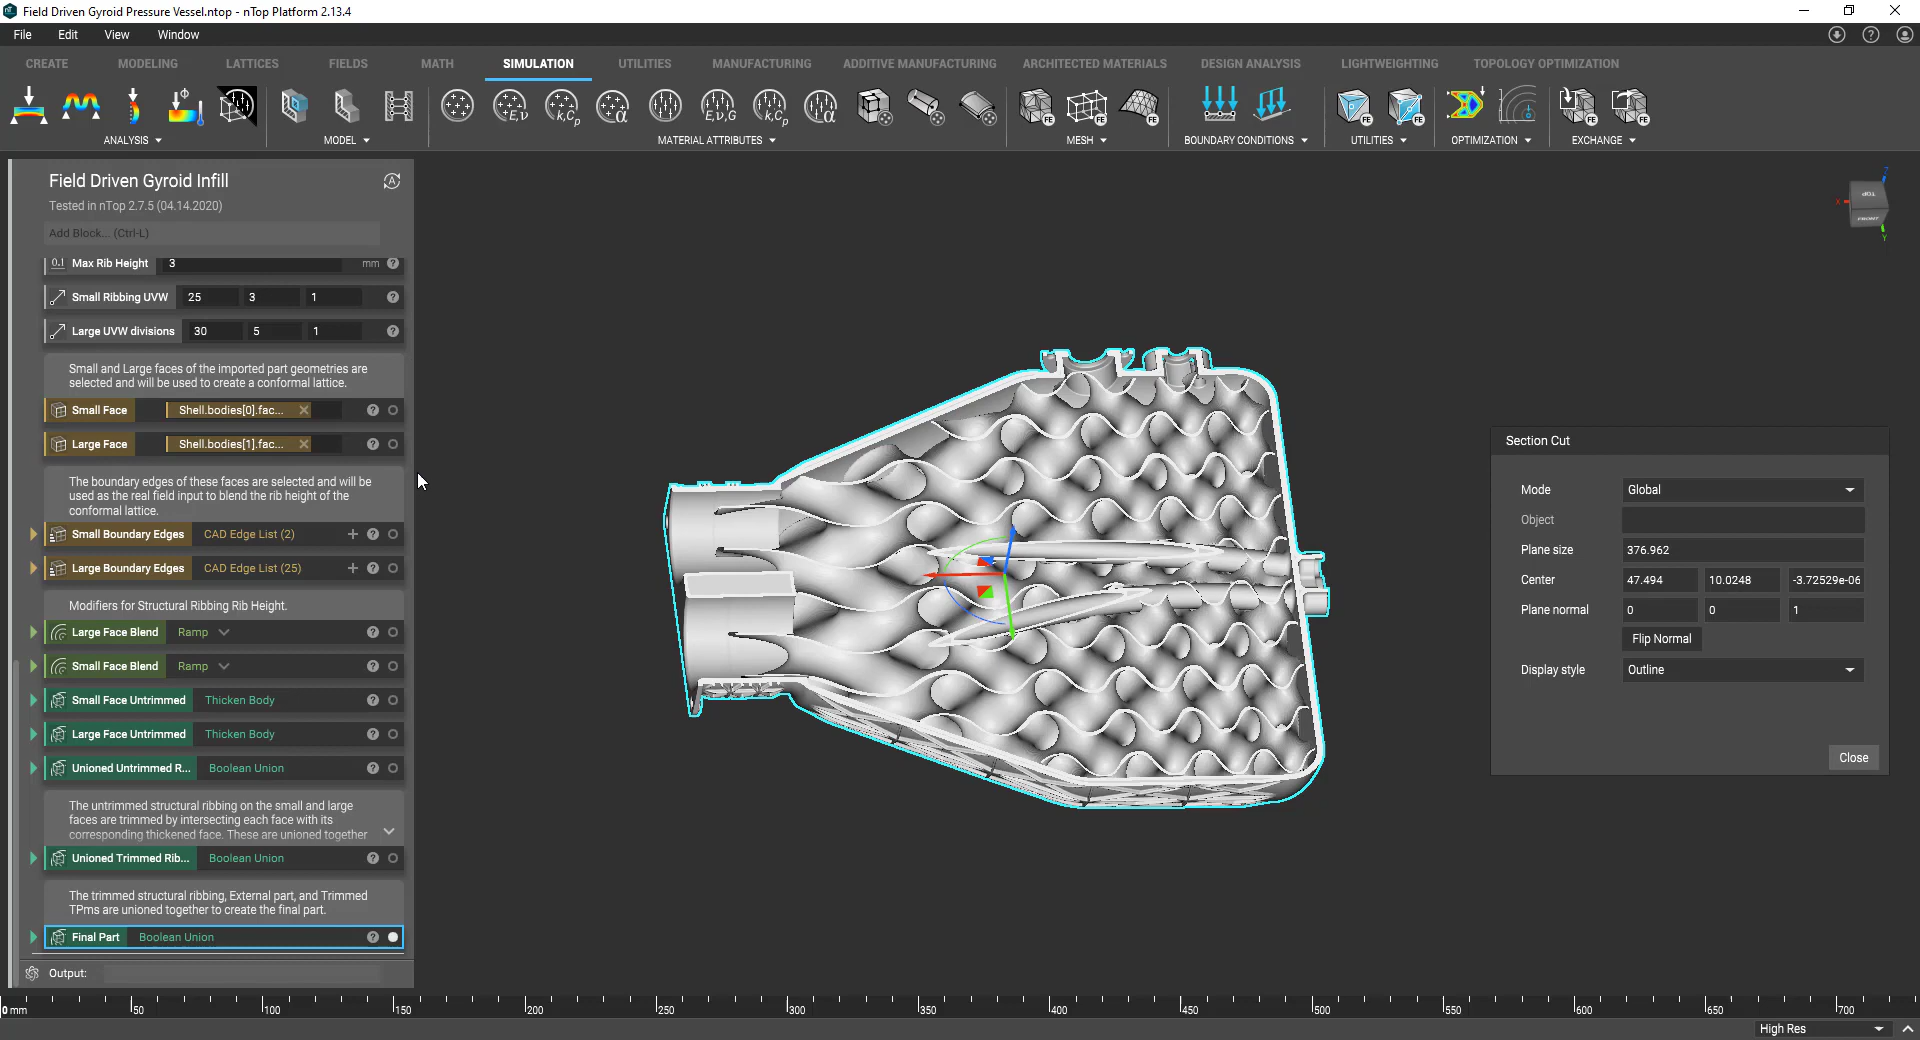 Field Driven Gyroid Pressure Vessel.ntop - nTop Platform 2.13.4
File Edit View Window
CREATE MODELING LATTICES FIELDS MATH SIMULATION UTILITIES MANUFACTURING ADDITIVE MANUFACTURING ARCHITECTED MATERIALS DESIGN ANALYSIS LIGHTWEIGHTING TOPOLOGY OPTIMIZATION
+E,ν k,Cp α E,ν,G k,Cp α FE FE FE FE FE FE FE
ANALYSIS MODEL MATERIAL ATTRIBUTES MESH BOUNDARY CONDITIONS UTILITIES OPTIMIZATION EXCHANGE
Field Driven Gyroid Infill
Tested in nTop 2.7.5 (04.14.2020)
Add Block... (Ctrl-L)
0.1 Max Rib Height 3 mm
Small Ribbing UVW 25 3 1
Large UVW divisions 30 5 1
Small and Large faces of the imported part geometries are
selected and will be used to create a conformal lattice.
Small Face Shell.bodies[0].fac...
Large Face Shell.bodies[1].fac...
The boundary edges of these faces are selected and will be
used as the real field input to blend the rib height of the
conformal lattice.
Small Boundary Edges CAD Edge List (2)
Large Boundary Edges CAD Edge List (25)
Modifiers for Structural Ribbing Rib Height.
Large Face Blend Ramp
Small Face Blend Ramp
Small Face Untrimmed Thicken Body
Large Face Untrimmed Thicken Body
Unioned Untrimmed R... Boolean Union
The untrimmed structural ribbing on the small and large
faces are trimmed by intersecting each face with its
corresponding thickened face. These are unioned together
Unioned Trimmed Rib... Boolean Union
The trimmed structural ribbing, External part, and Trimmed
TPms are unioned together to create the final part.
Final Part Boolean Union
Output:
Z
X
TOP
FRONT
Y
Section Cut
Mode Global
Object
Plane size 376.962
Center 47.494 10.0248 -3.72529e-06
Plane normal 0 0 1
Flip Normal
Display style Outline
Close
0 mm 50 100 150 200 250 300 350 400 450 500 550 600 650 700
High Res